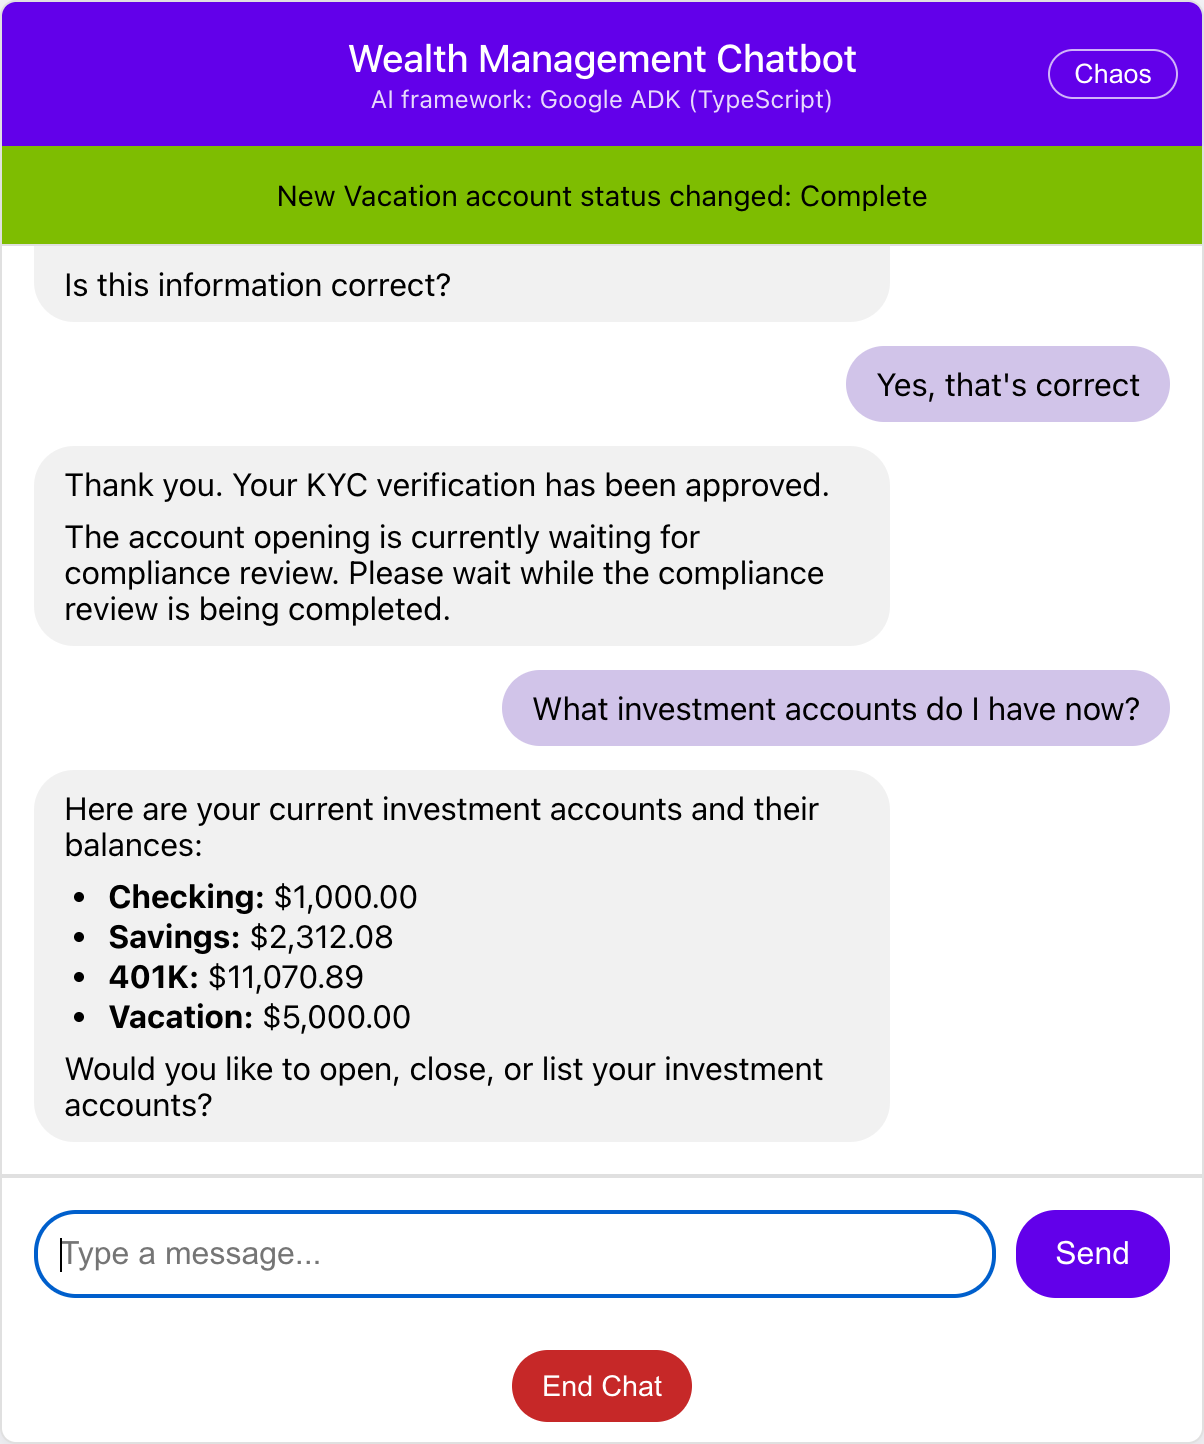 Wealth Management Chatbot
AI framework: Google ADK (TypeScript)
Chaos
New Vacation account status changed: Complete
Is this information correct?
Yes, that's correct
Thank you. Your KYC verification has been approved.
The account opening is currently waiting for
compliance review. Please wait while the compliance
review is being completed.
What investment accounts do I have now?
Here are your current investment accounts and their
balances:
• Checking: $1,000.00
• Savings: $2,312.08
• 401K: $11,070.89
• Vacation: $5,000.00
Would you like to open, close, or list your investment
accounts?
Type a message...
Send
End Chat